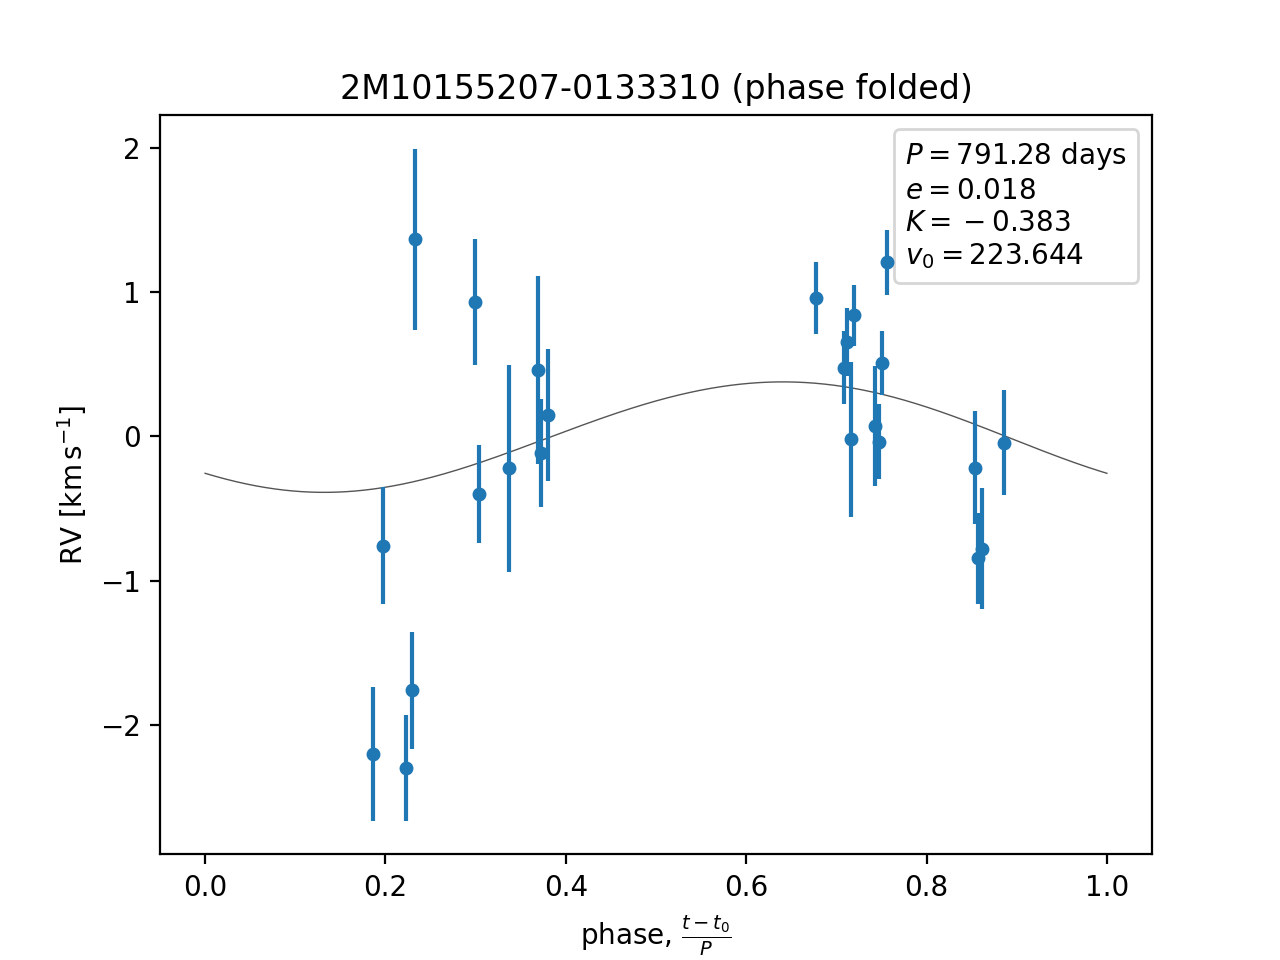 2M10155207-0133310 (phase folded)
P = 791.28 days
e = 0.018
K = −0.383
v₀ = 223.644
RV [km s⁻¹]
2
1
0
−1
−2
0.0 0.2 0.4 0.6 0.8 1.0
phase, (t − t₀)/P